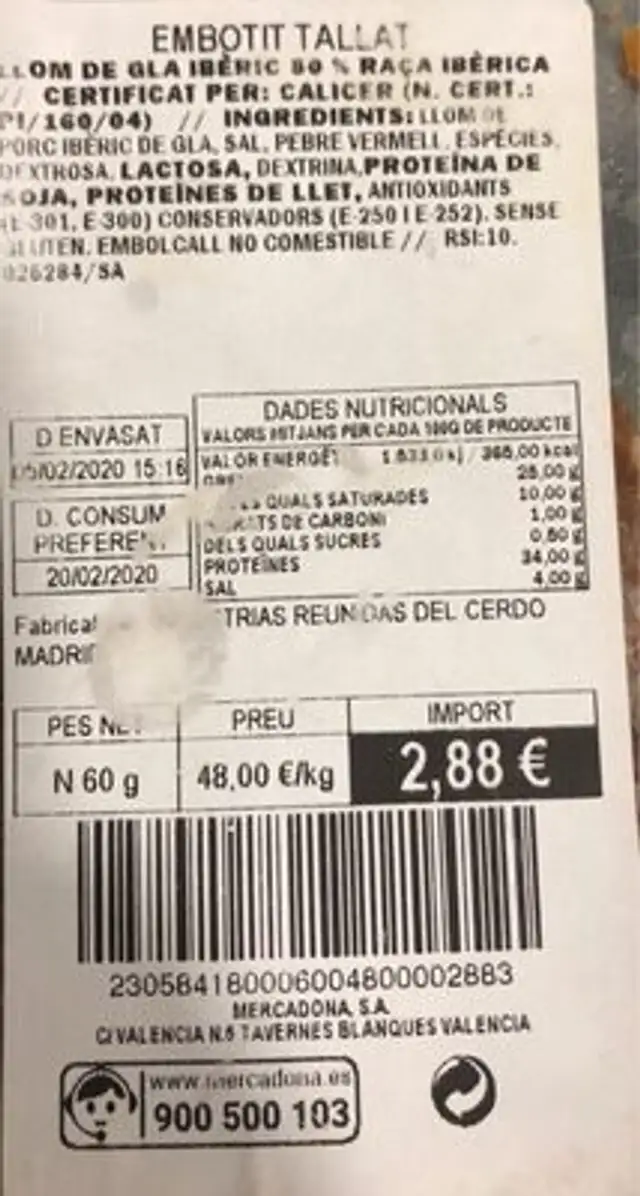 EMBOTIT TALLAT
LLOM DE GLA IBÈRIC 50 % RAÇA IBÈRICA
// CERTIFICAT PER: CALICER (N. CERT.:
PI/160/04) // INGREDIENTS: LLOM DE
PORC IBÈRIC DE GLA, SAL, PEBRE VERMELL, ESPÈCIES,
DEXTROSA, LACTOSA, DEXTRINA, PROTEÏNA DE
SOJA, PROTEÏNES DE LLET, ANTIOXIDANTS
(E-301, E-300) CONSERVADORS (E-250 I E-252). SENSE
GLUTEN. EMBOLCALL NO COMESTIBLE // RSI:10.
026284/SA
DADES NUTRICIONALS
VALORS MITJANS PER CADA 100G DE PRODUCTE
VALOR ENERGÈT 368,00 kcal
25,00 g
QUALS SATURADES 10,00 g
TS DE CARBONI 1,00 g
DELS QUALS SUCRES 0,50 g
PROTEÏNES 34,00 g
SAL 4,00 g
D ENVASAT
05/02/2020 15:16
D. CONSUM
PREFERE
20/02/2020
Fabricat TRIAS REUNIDAS DEL CERDO
MADRID
PES NET PREU IMPORT
N 60 g 48,00 €/kg 2,88 €
230584180006004800002883
MERCADONA, S.A.
C/ VALENCIA N.5 TAVERNES BLANQUES VALENCIA
www.mercadona.es
900 500 103